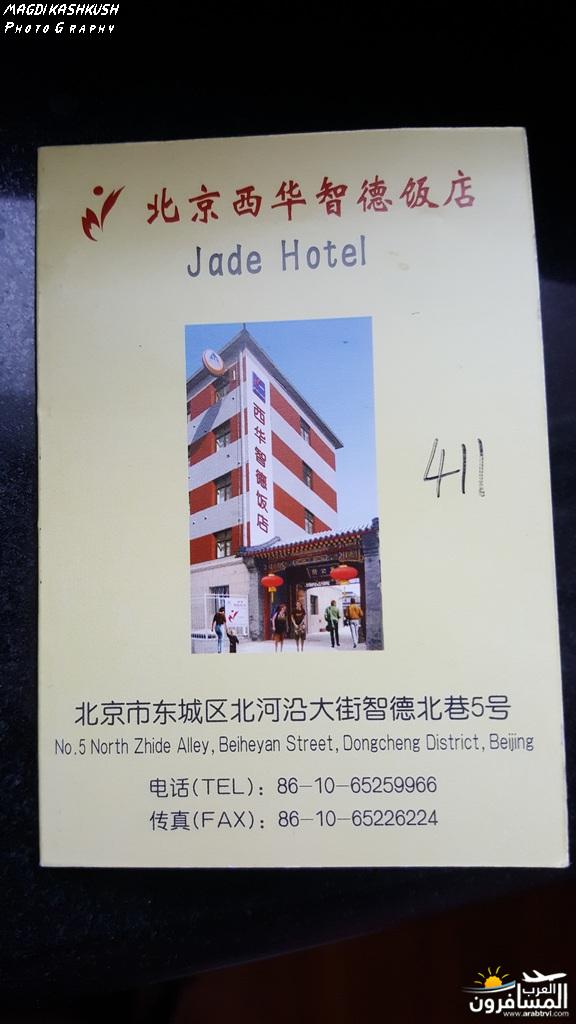 MAGDI KASHKUSH
PHOTOGRAPHY
北京西华智德饭店
Jade Hotel
西华智德饭店
411
北京市东城区北河沿大街智德北巷5号
No.5 North Zhide Alley, Beiheyan Street, Dongcheng District, Beijing
电话(TEL): 86-10-65259966
传真(FAX): 86-10-65226224
العرب
المسافرون
www.arabtrvl.com